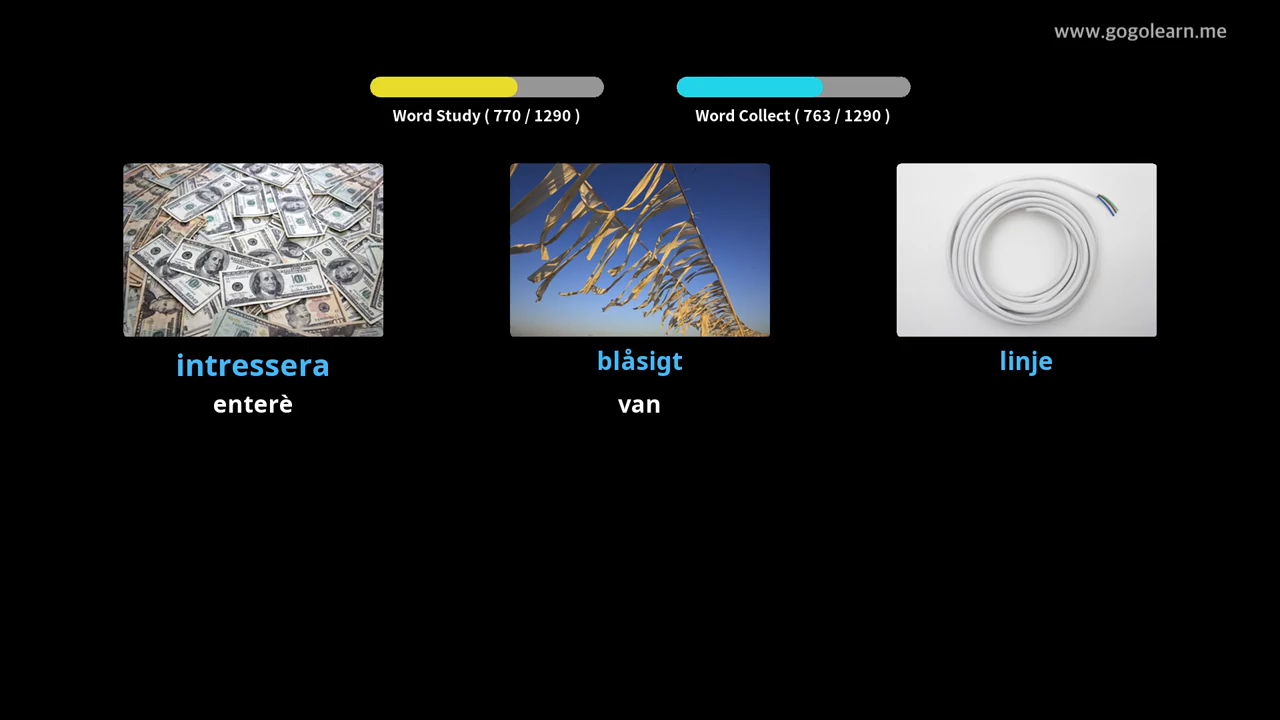 www.gogolearn.me
Word Study ( 770 / 1290 )
Word Collect ( 763 / 1290 )
intressera
blåsigt
linje
enterè
van